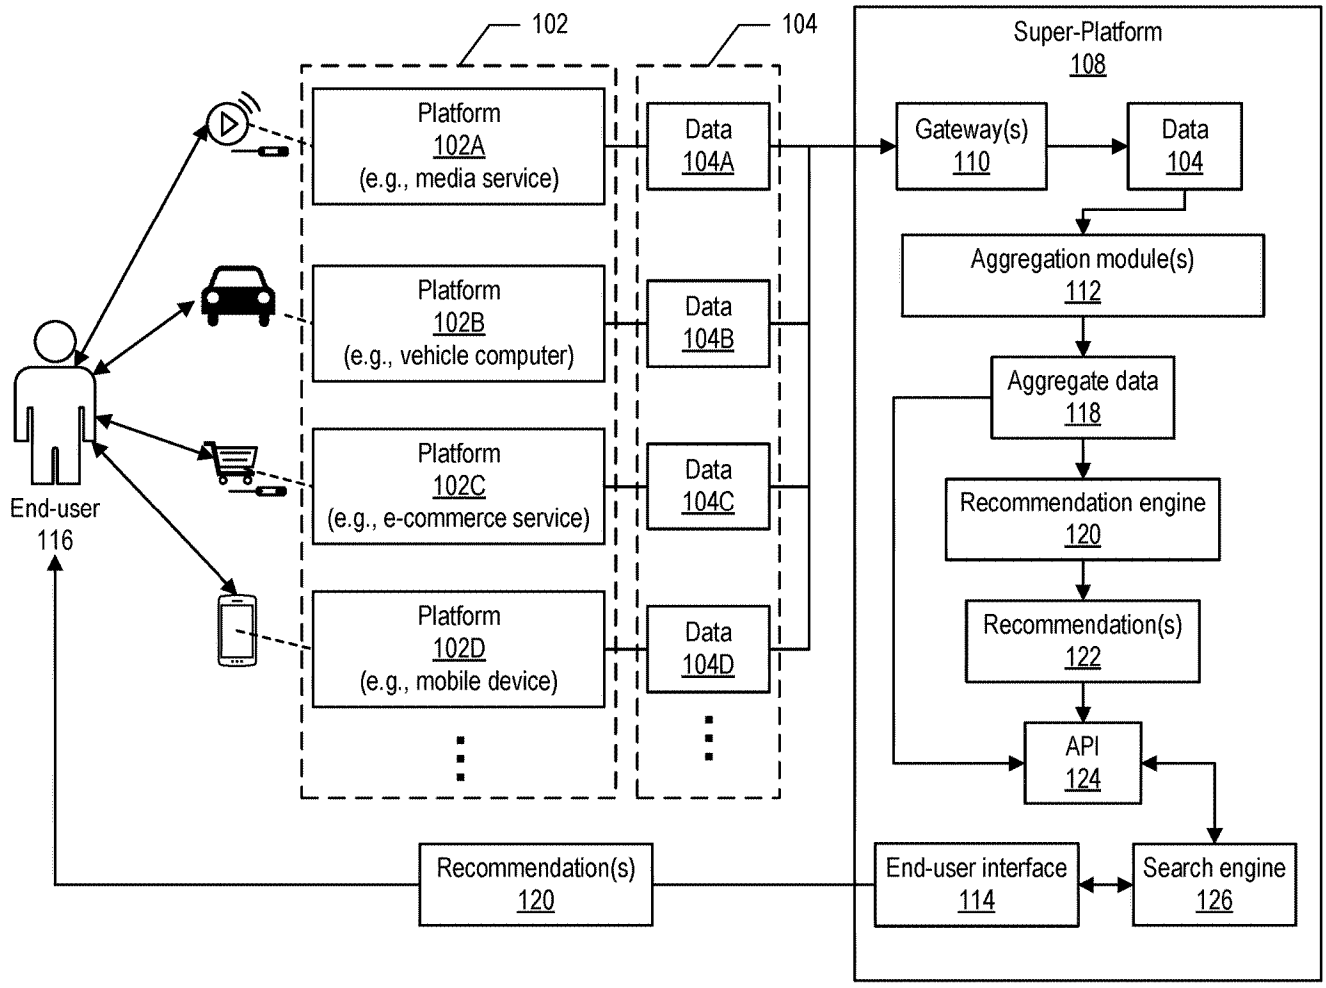 102
104
Super-Platform
108
Platform
102A
(e.g., media service)
Data
104A
Gateway(s)
110
Data
104
Aggregation module(s)
112
Platform
102B
(e.g., vehicle computer)
Data
104B
Aggregate data
118
Platform
102C
(e.g., e-commerce service)
Data
104C
Recommendation engine
120
End-user
116
Platform
102D
(e.g., mobile device)
Data
104D
Recommendation(s)
122
API
124
Recommendation(s)
120
End-user interface
114
Search engine
126